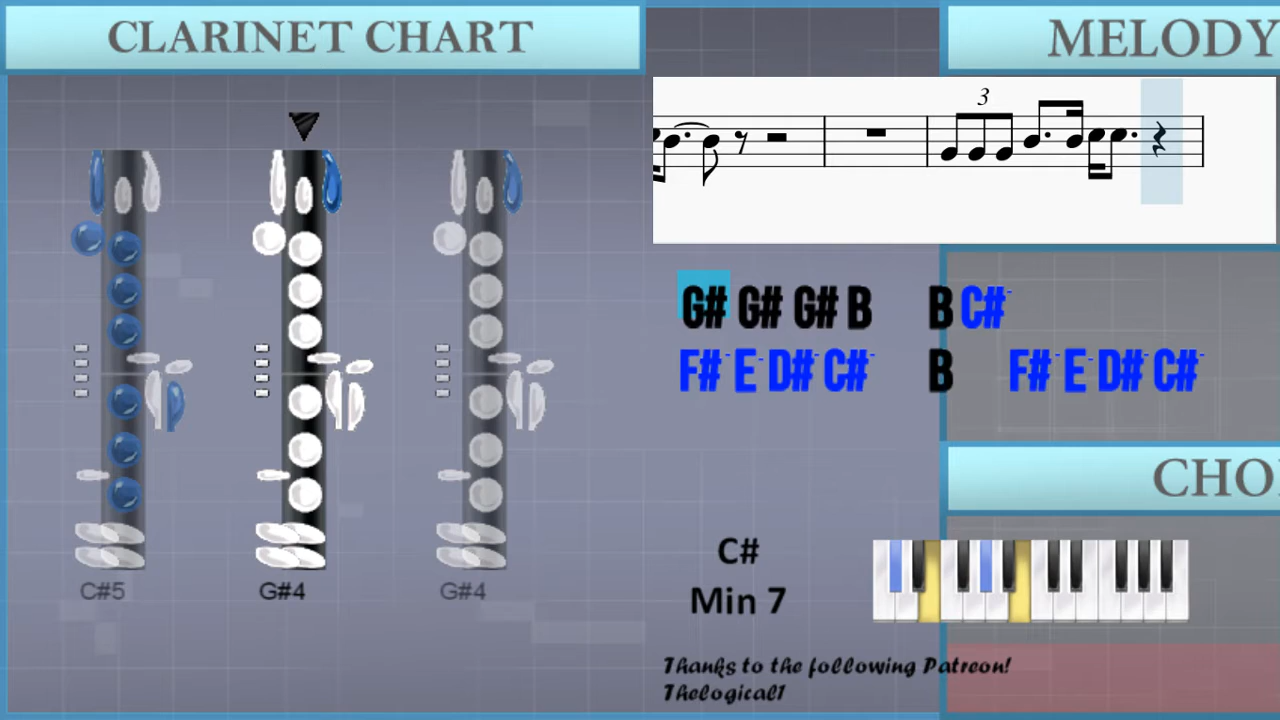 CLARINET CHART
MELODY
3
G# G# G# B B C#-
F#- E- D#- C#- B F#- E- D#- C#-
C#5
G#4
G#4
CHO
C#
Min 7
Thanks to the following Patreon!
Thelogical1